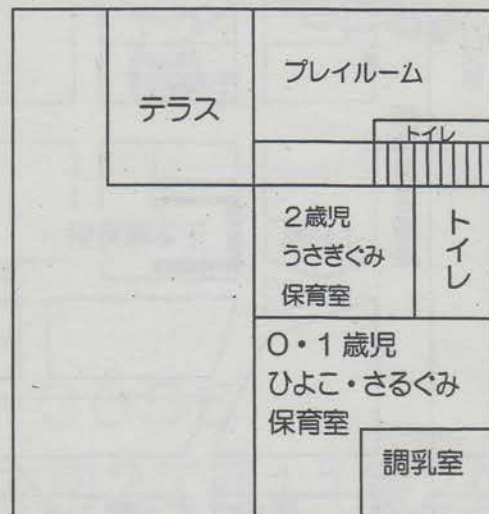 プレイルーム
テラス
トイレ
2歳児
うさぎぐみ
保育室
トイレ
0・1歳児
ひよこ・さるぐみ
保育室
調乳室